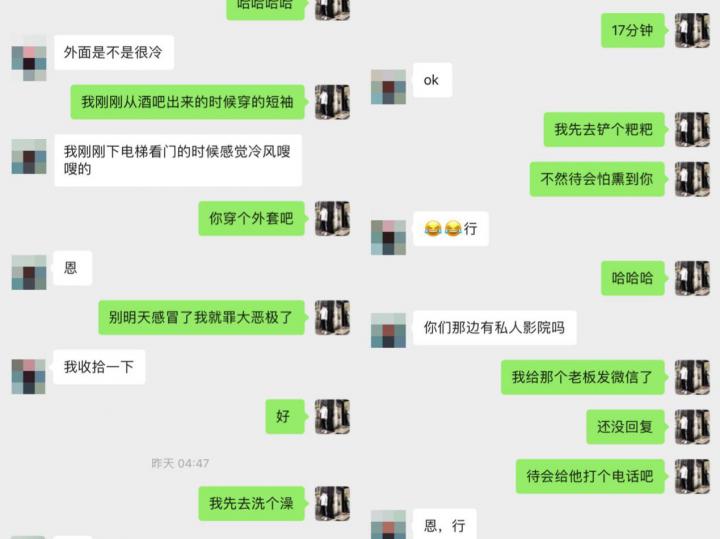 哈哈哈哈
外面是不是很冷
我刚刚从酒吧出来的时候穿的短袖
我刚刚下电梯看门的时候感觉冷风嗖
嗖的
你穿个外套吧
恩
别明天感冒了我就罪大恶极了
我收拾一下
好
昨天 04:47
我先去洗个澡
17分钟
ok
我先去铲个粑粑
不然待会怕熏到你
😂😂行
哈哈哈
你们那边有私人影院吗
我给那个老板发微信了
还没回复
待会给他打个电话吧
恩，行